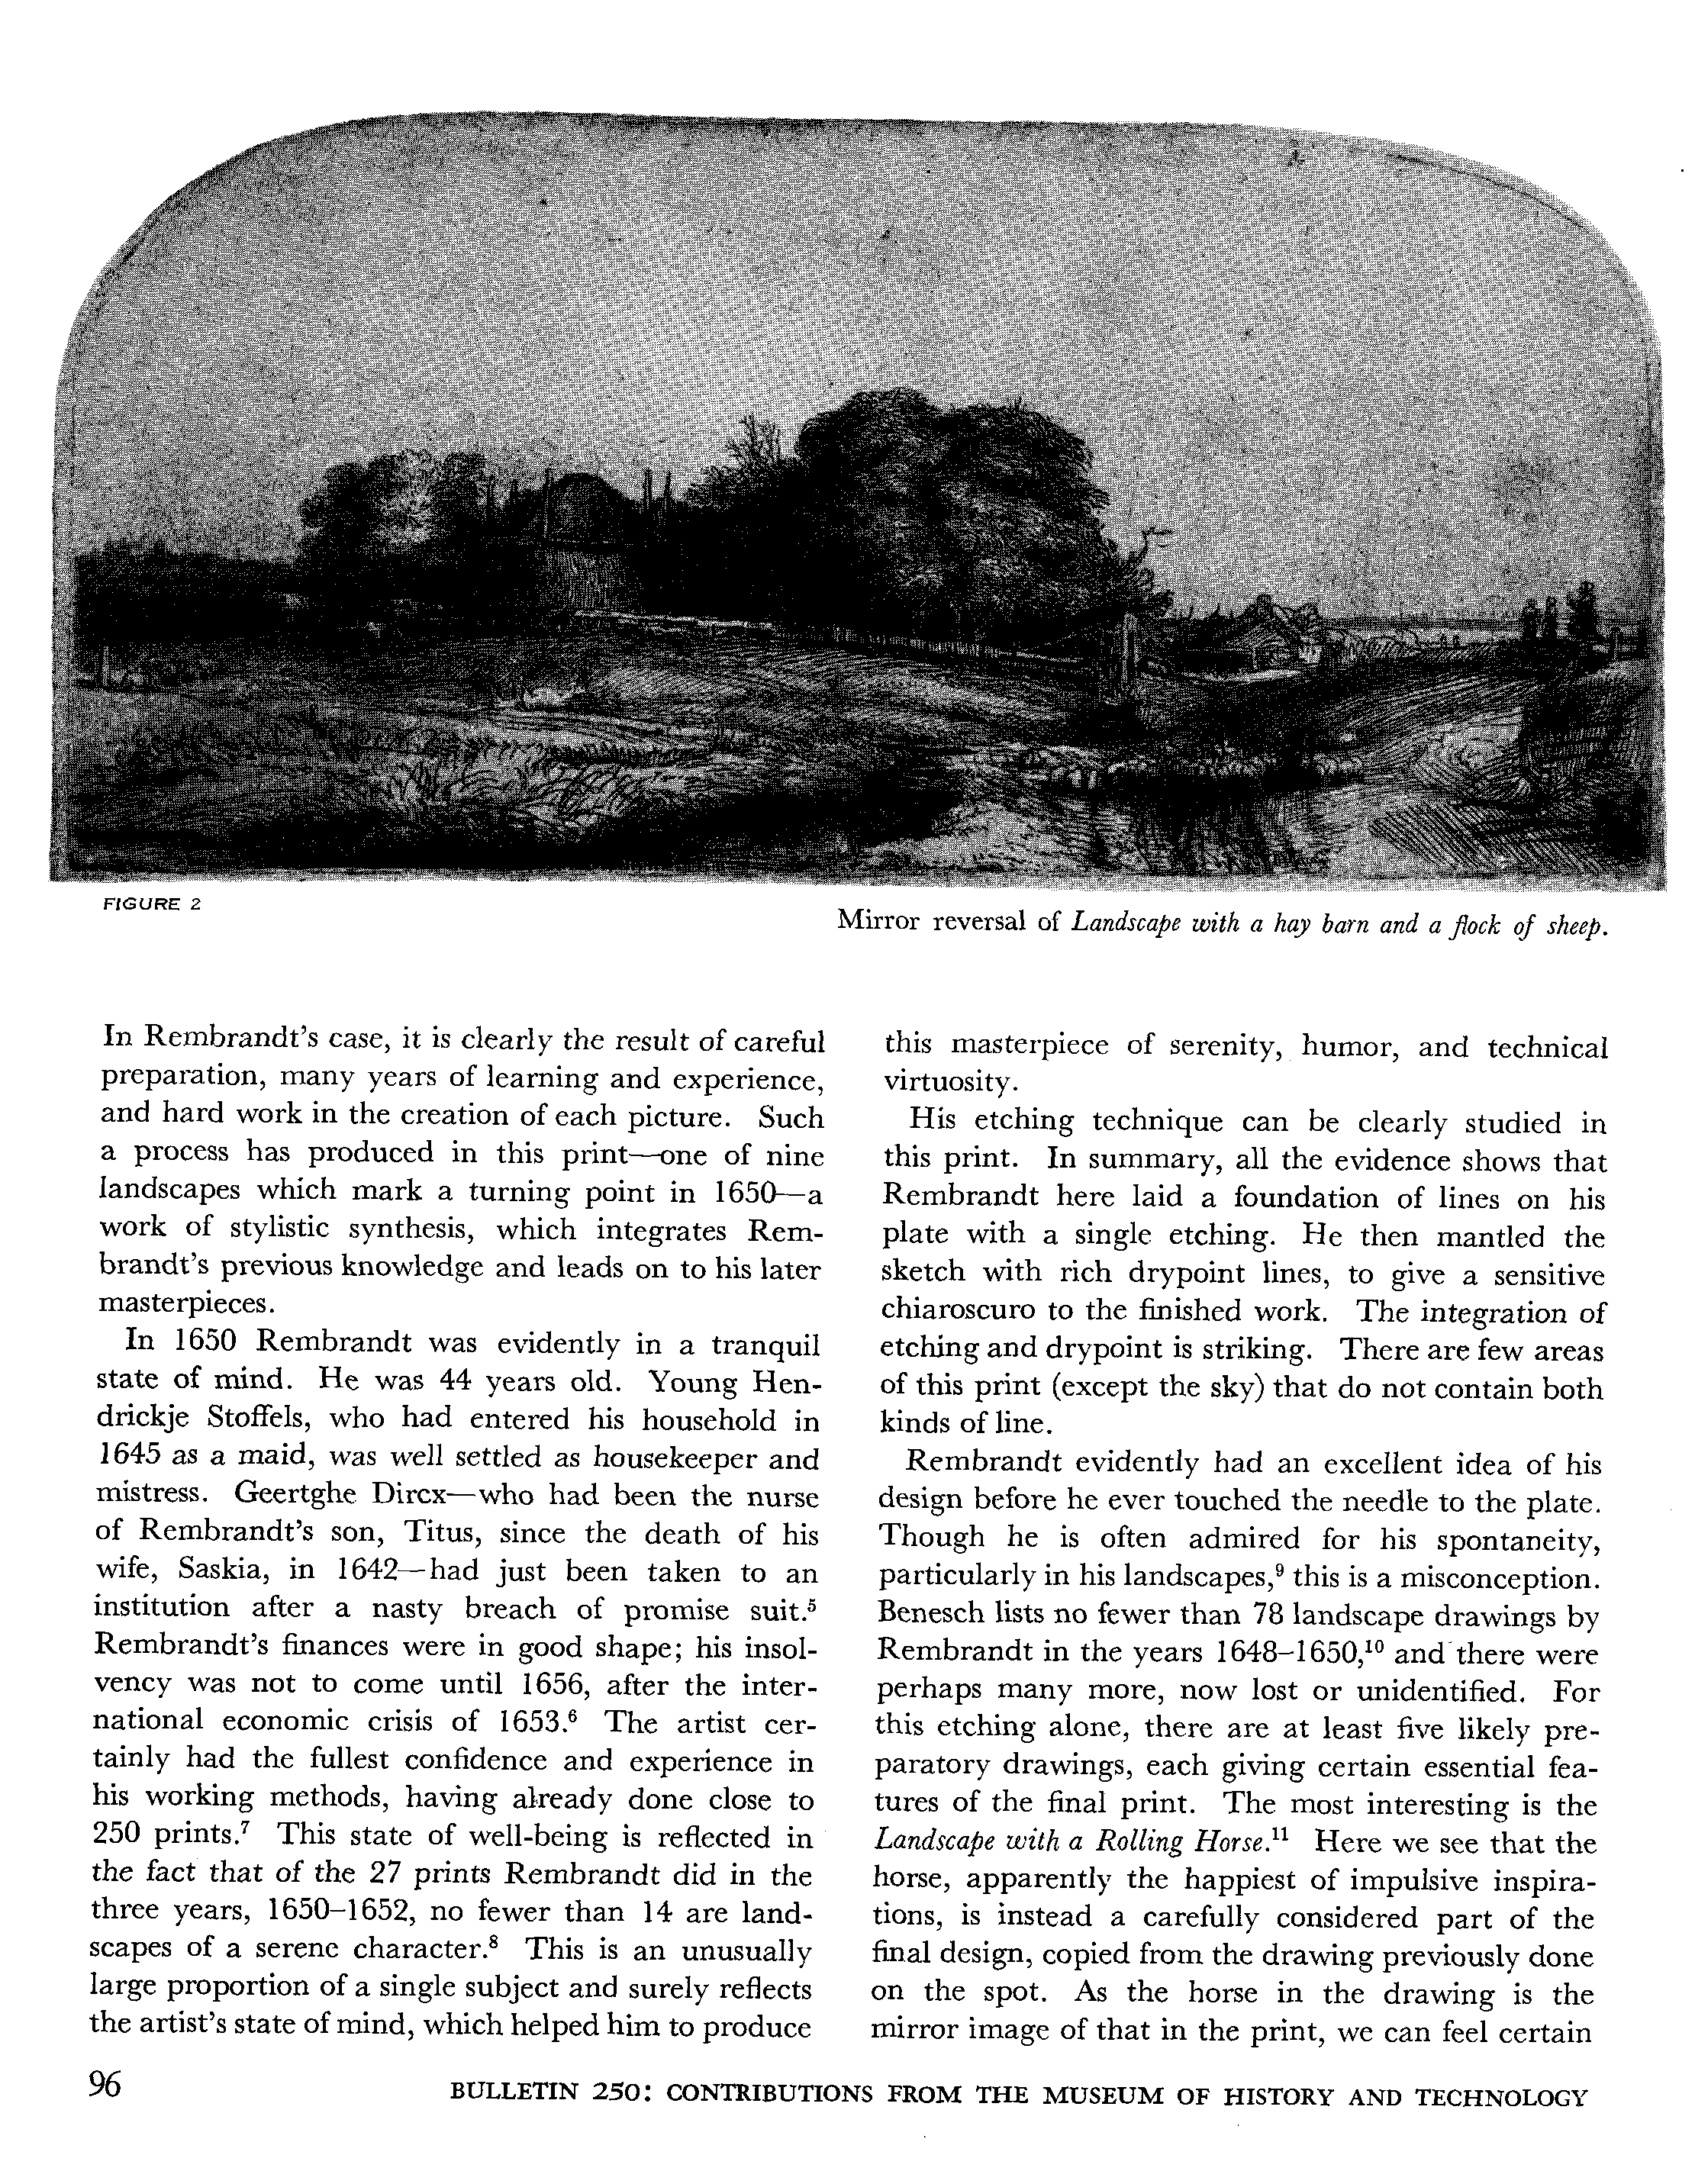 FIGURE 2
Mirror reversal of Landscape with a hay barn and a flock of sheep.
In Rembrandt's case, it is clearly the result of careful
preparation, many years of learning and experience,
and hard work in the creation of each picture. Such
a process has produced in this print—one of nine
landscapes which mark a turning point in 1650—a
work of stylistic synthesis, which integrates Rem-
brandt's previous knowledge and leads on to his later
masterpieces.
In 1650 Rembrandt was evidently in a tranquil
state of mind. He was 44 years old. Young Hen-
drickje Stoffels, who had entered his household in
1645 as a maid, was well settled as housekeeper and
mistress. Geertghe Dircx—who had been the nurse
of Rembrandt's son, Titus, since the death of his
wife, Saskia, in 1642—had just been taken to an
institution after a nasty breach of promise suit.⁵
Rembrandt's finances were in good shape; his insol-
vency was not to come until 1656, after the inter-
national economic crisis of 1653.⁶ The artist cer-
tainly had the fullest confidence and experience in
his working methods, having already done close to
250 prints.⁷ This state of well-being is reflected in
the fact that of the 27 prints Rembrandt did in the
three years, 1650–1652, no fewer than 14 are land-
scapes of a serene character.⁸ This is an unusually
large proportion of a single subject and surely reflects
the artist's state of mind, which helped him to produce
this masterpiece of serenity, humor, and technical
virtuosity.
His etching technique can be clearly studied in
this print. In summary, all the evidence shows that
Rembrandt here laid a foundation of lines on his
plate with a single etching. He then mantled the
sketch with rich drypoint lines, to give a sensitive
chiaroscuro to the finished work. The integration of
etching and drypoint is striking. There are few areas
of this print (except the sky) that do not contain both
kinds of line.
Rembrandt evidently had an excellent idea of his
design before he ever touched the needle to the plate.
Though he is often admired for his spontaneity,
particularly in his landscapes,⁹ this is a misconception.
Benesch lists no fewer than 78 landscape drawings by
Rembrandt in the years 1648–1650,¹⁰ and there were
perhaps many more, now lost or unidentified. For
this etching alone, there are at least five likely pre-
paratory drawings, each giving certain essential fea-
tures of the final print. The most interesting is the
Landscape with a Rolling Horse.¹¹ Here we see that the
horse, apparently the happiest of impulsive inspira-
tions, is instead a carefully considered part of the
final design, copied from the drawing previously done
on the spot. As the horse in the drawing is the
mirror image of that in the print, we can feel certain
96
BULLETIN 250: CONTRIBUTIONS FROM THE MUSEUM OF HISTORY AND TECHNOLOGY